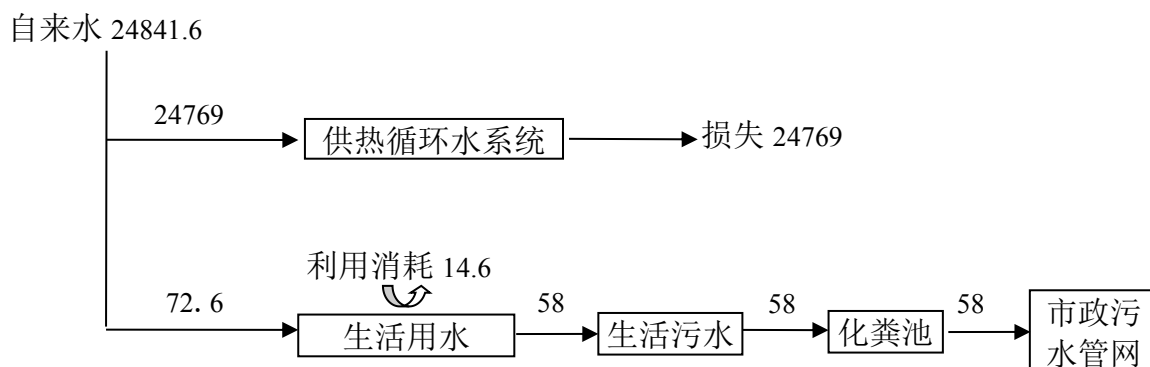 自来水 24841.6
24769
供热循环水系统
损失 24769
利用消耗 14.6
72. 6
生活用水
58
生活污水
58
化粪池
58
市政污
水管网